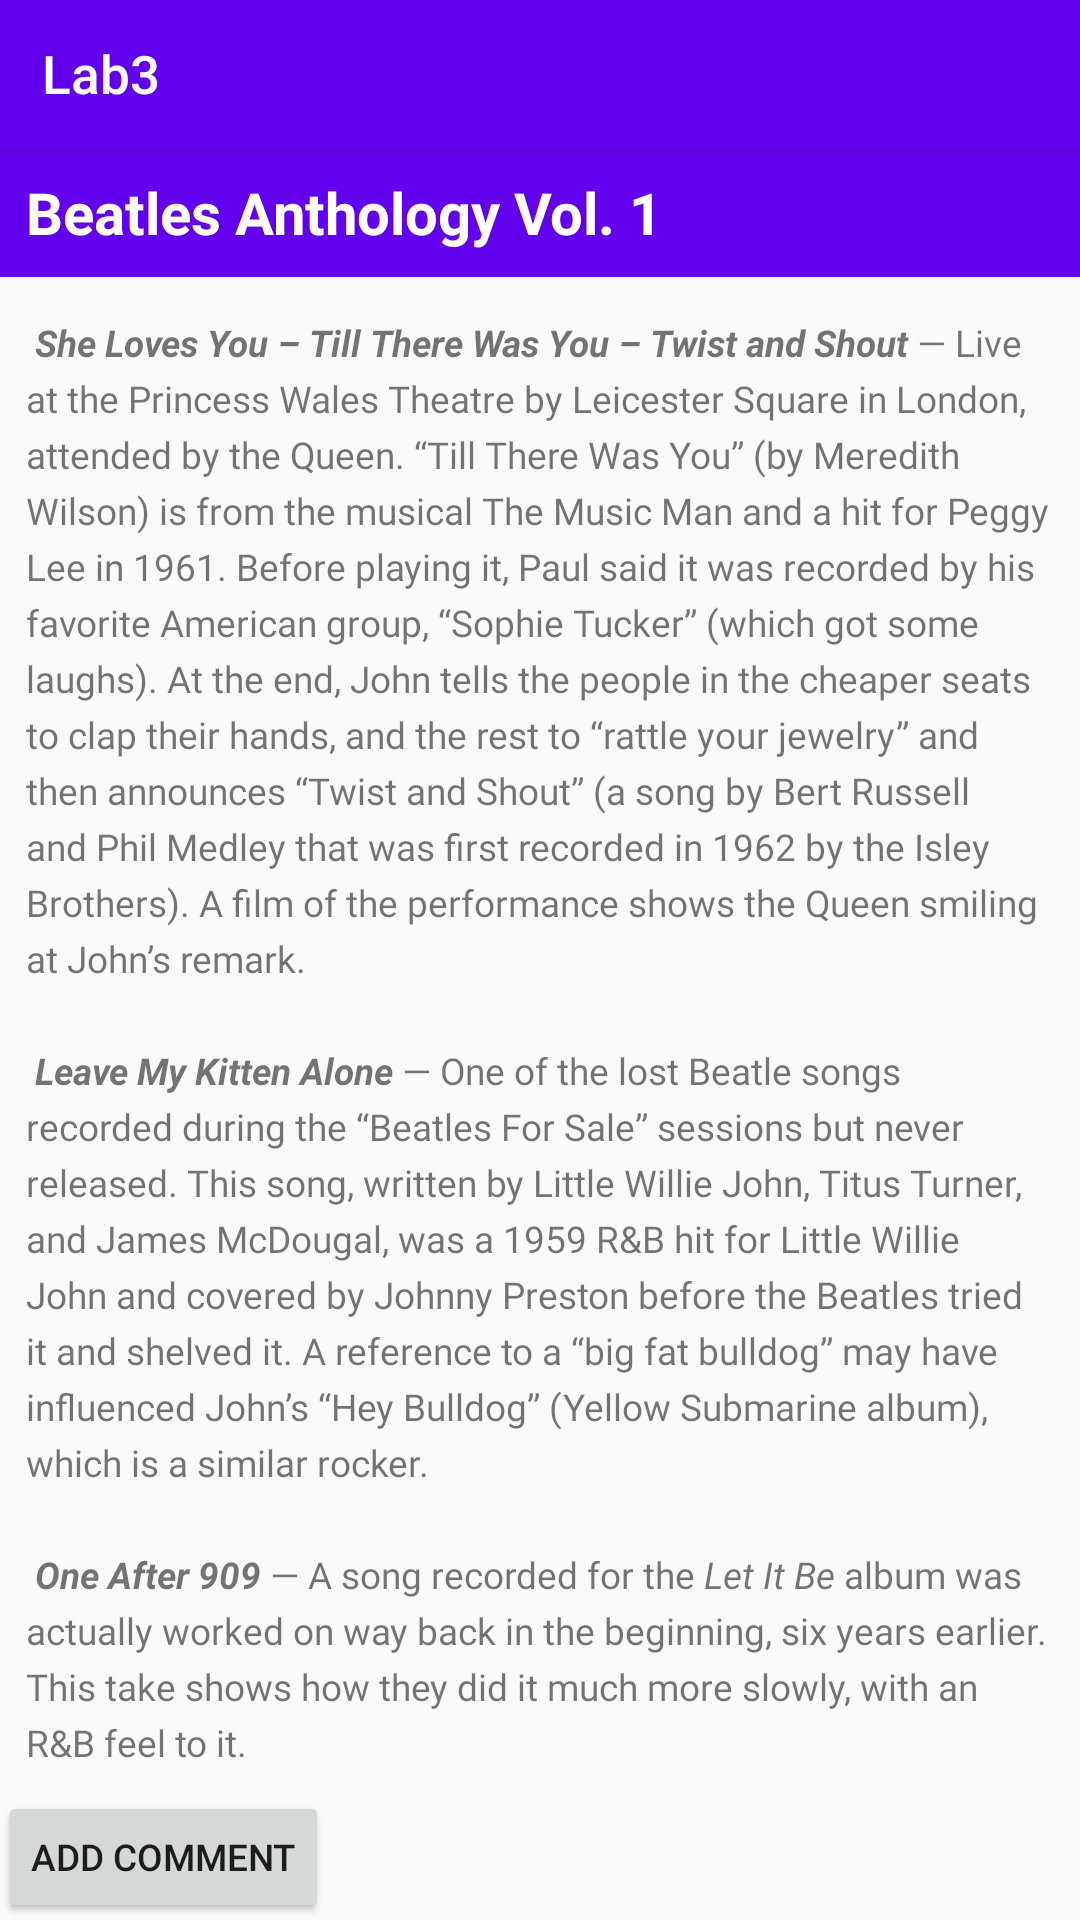 Lab3
Beatles Anthology Vol. 1
She Loves You – Till There Was You – Twist and Shout — Live
at the Princess Wales Theatre by Leicester Square in London,
attended by the Queen. “Till There Was You” (by Meredith
Wilson) is from the musical The Music Man and a hit for Peggy
Lee in 1961. Before playing it, Paul said it was recorded by his
favorite American group, “Sophie Tucker” (which got some
laughs). At the end, John tells the people in the cheaper seats
to clap their hands, and the rest to “rattle your jewelry” and
then announces “Twist and Shout” (a song by Bert Russell
and Phil Medley that was first recorded in 1962 by the Isley
Brothers). A film of the performance shows the Queen smiling
at John’s remark.
Leave My Kitten Alone — One of the lost Beatle songs
recorded during the “Beatles For Sale” sessions but never
released. This song, written by Little Willie John, Titus Turner,
and James McDougal, was a 1959 R&B hit for Little Willie
John and covered by Johnny Preston before the Beatles tried
it and shelved it. A reference to a “big fat bulldog” may have
influenced John’s “Hey Bulldog” (Yellow Submarine album),
which is a similar rocker.
One After 909 — A song recorded for the Let It Be album was
actually worked on way back in the beginning, six years earlier.
This take shows how they did it much more slowly, with an
R&B feel to it.
ADD COMMENT